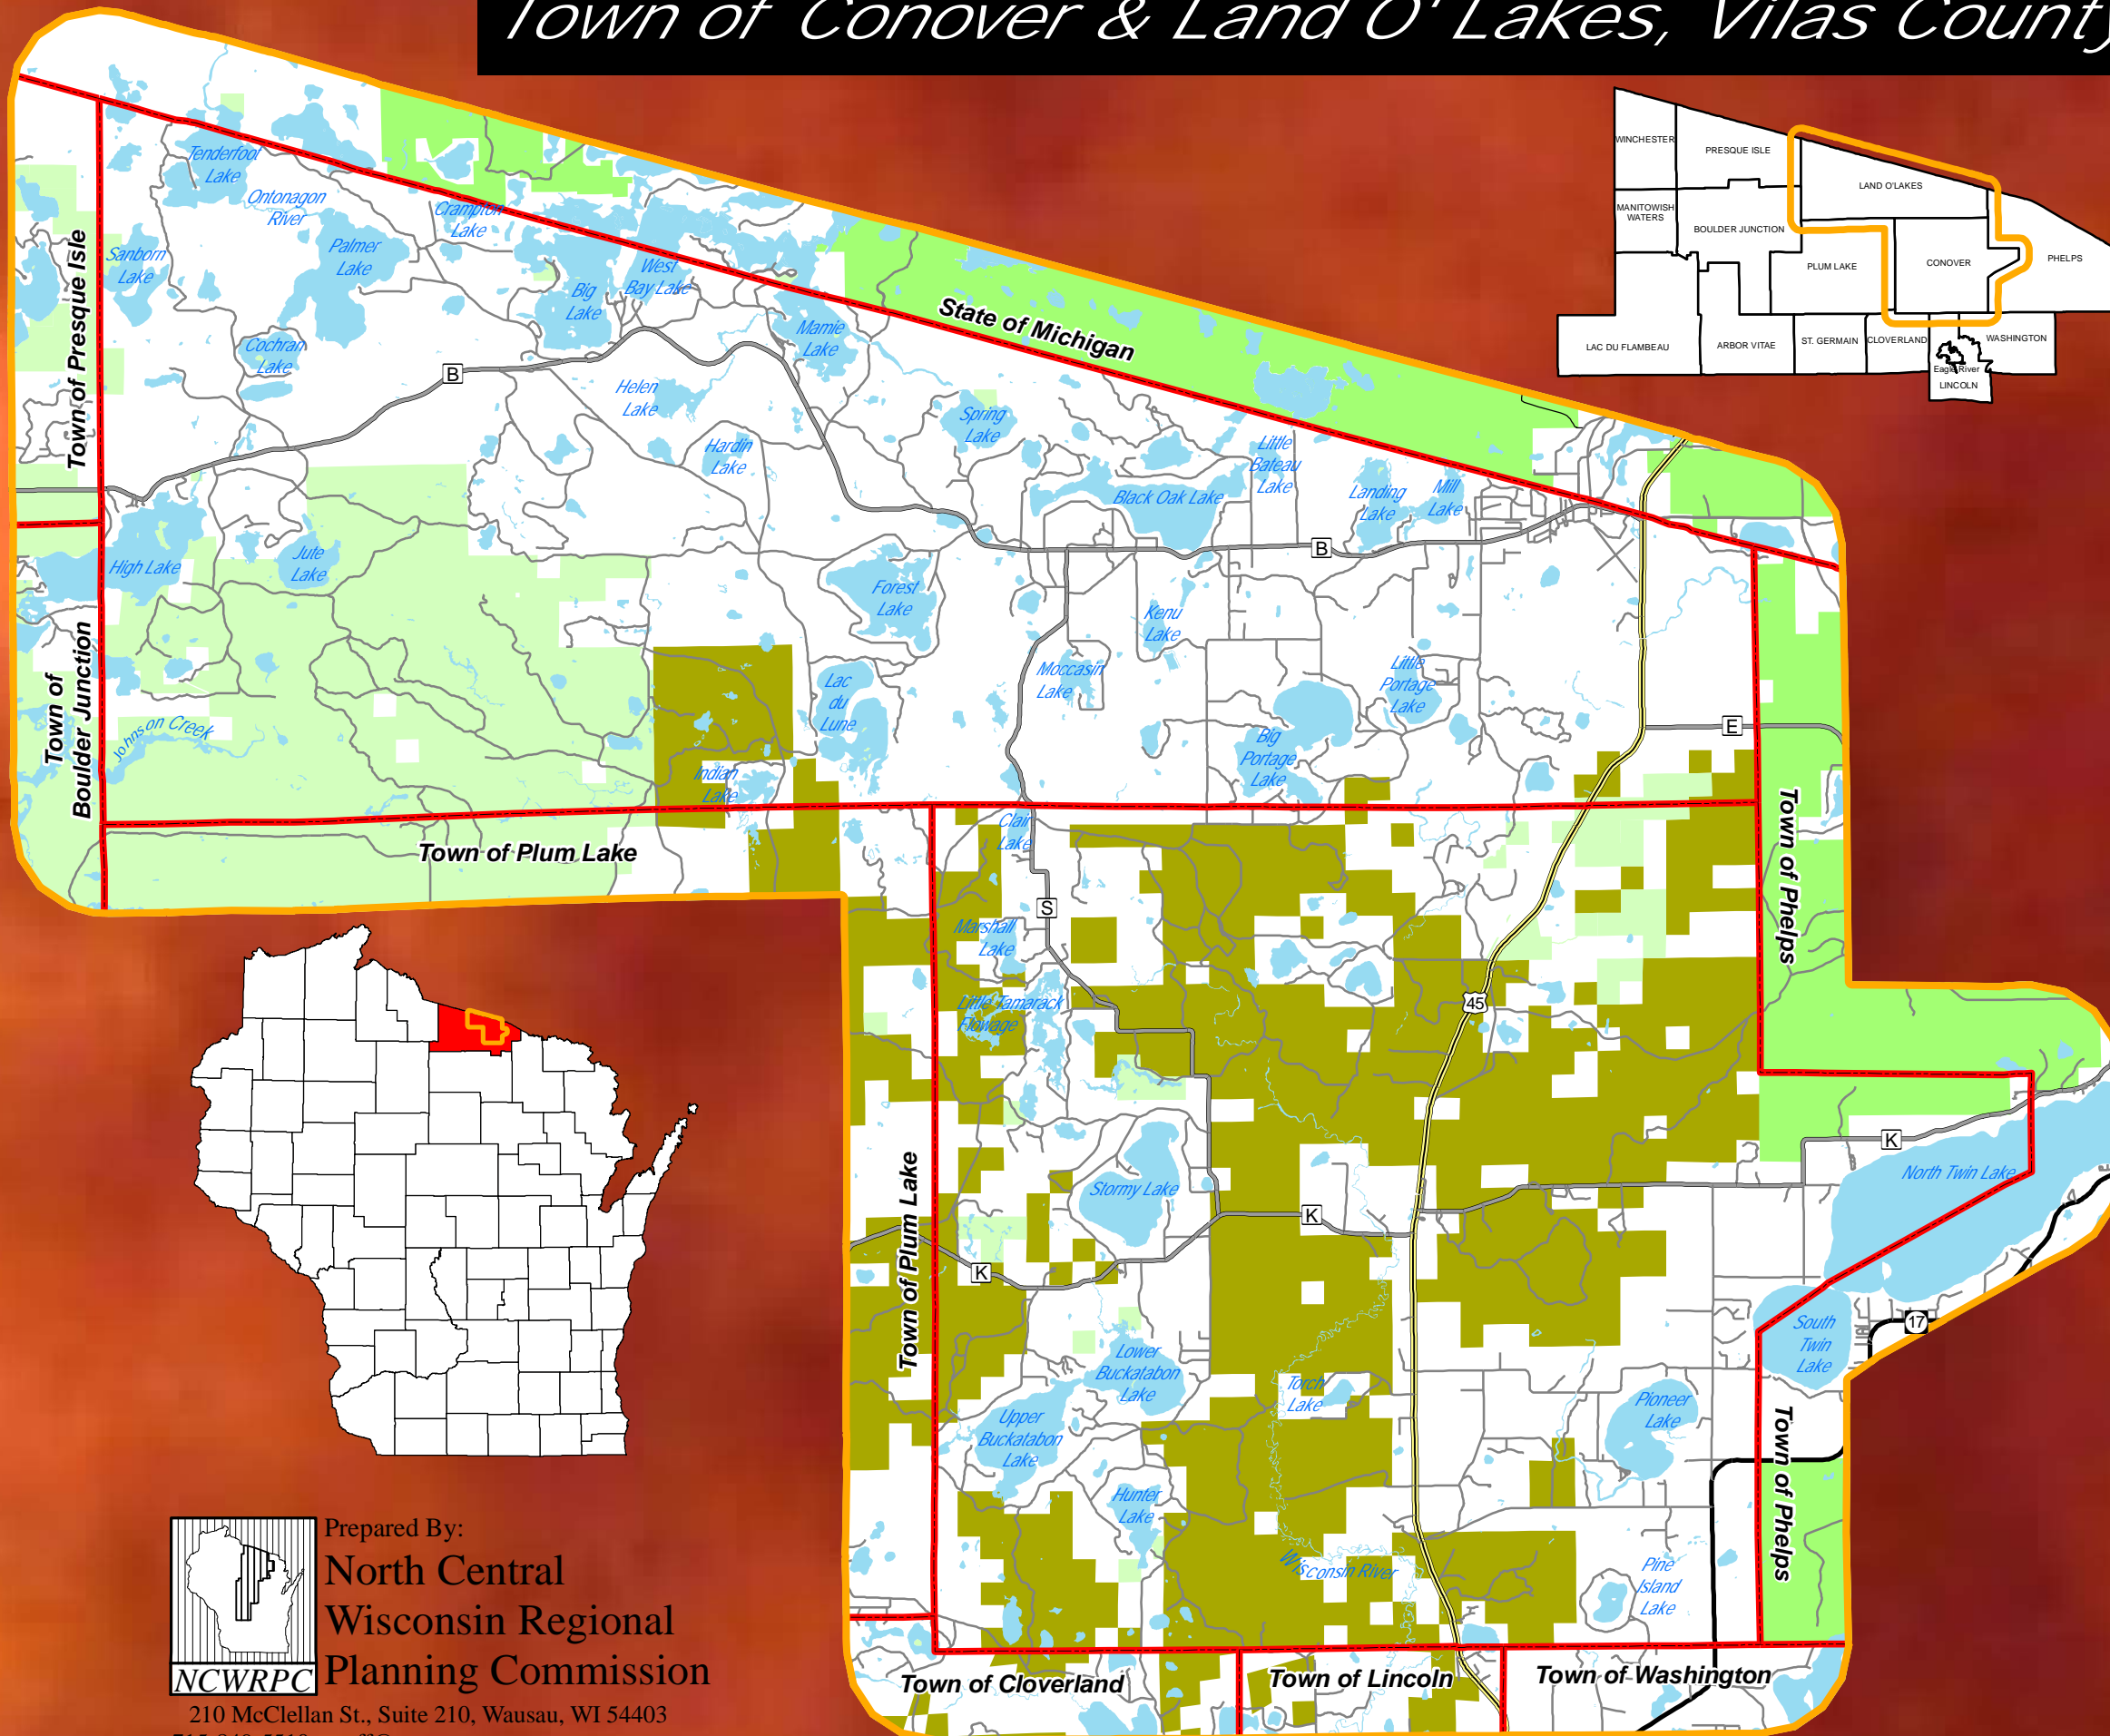 Town of Conover & Land O' Lakes, Vilas County
WINCHESTER
PRESQUE ISLE
LAND O'LAKES
MANITOWISH
WATERS
BOULDER JUNCTION
PLUM LAKE
CONOVER
PHELPS
LAC DU FLAMBEAU
ARBOR VITAE
ST. GERMAIN
CLOVERLAND
WASHINGTON
Eagle River
LINCOLN
Tenderfoot
Lake
Ontonagon
River
Crampton
Lake
Sanborn
Lake
Palmer
Lake
Big
Lake
West
Bay Lake
Mamie
Lake
State of Michigan
Town of Presque Isle
Cochran
Lake
B
Helen
Lake
Hardin
Lake
Spring
Lake
Little
Bateau
Lake
Black Oak Lake
Landing
Lake
Mill
Lake
B
High Lake
Jute
Lake
Forest
Lake
Kenu
Lake
Moccasin
Lake
Little
Portage
Lake
Lac
du
Lune
Big
Portage
Lake
E
Town of
Boulder Junction
Johnson Creek
Indian
Lake
Town of Plum Lake
Clair
Lake
Town of Phelps
S
Marshall
Lake
Little Tamarack
Flowage
45
Town of Plum Lake
Stormy Lake
K
K
K
North Twin Lake
South
Twin
Lake
17
Lower
Buckatabon
Lake
Upper
Buckatabon
Lake
Torch
Lake
Pioneer
Lake
Hunter
Lake
Wisconsin River
Pine
Island
Lake
Town of Phelps
Town of Cloverland
Town of Lincoln
Town of Washington
Prepared By:
North Central
Wisconsin Regional
Planning Commission
NCWRPC
210 McClellan St., Suite 210, Wausau, WI 54403